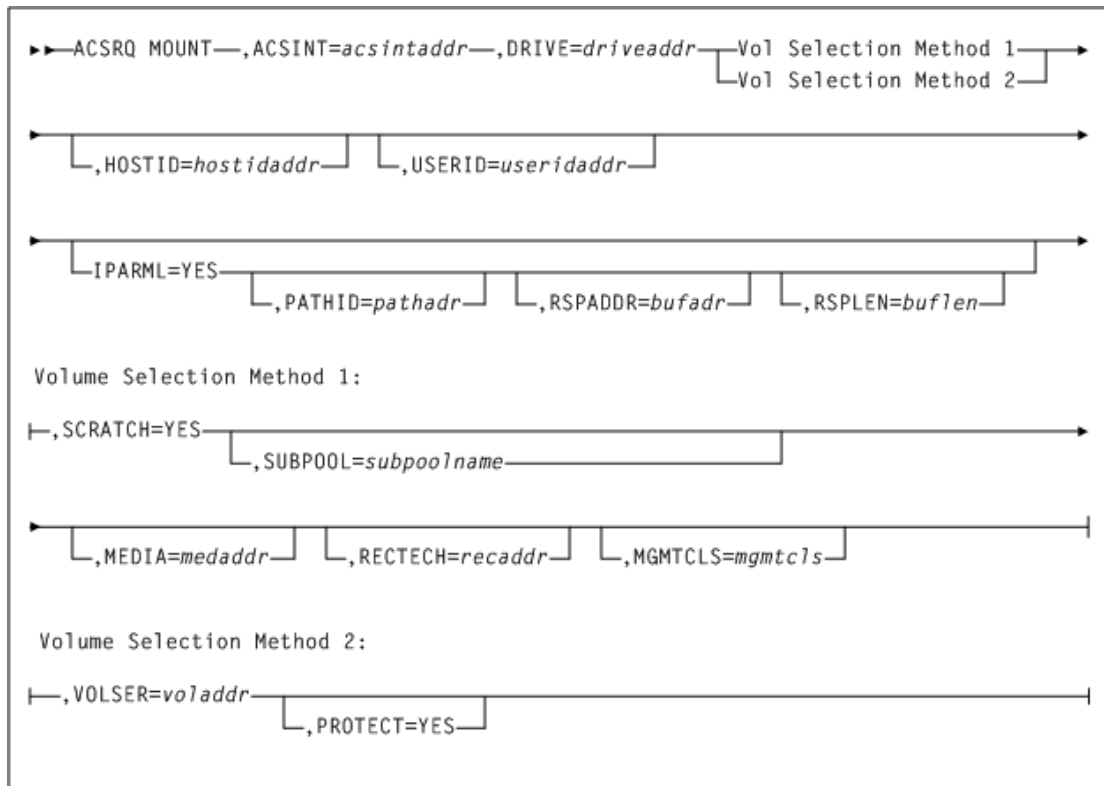 ACSRQ MOUNT ,ACSINT=acsintaddr ,DRIVE=driveaddr Vol Selection Method 1
Vol Selection Method 2
,HOSTID=hostidaddr ,USERID=useridaddr
IPARML=YES
,PATHID=pathadr ,RSPADDR=bufadr ,RSPLEN=buflen
Volume Selection Method 1:
,SCRATCH=YES
,SUBPOOL=subpoolname
,MEDIA=medaddr ,RECTECH=recaddr ,MGMTCLS=mgmtcls
Volume Selection Method 2:
,VOLSER=voladdr
,PROTECT=YES